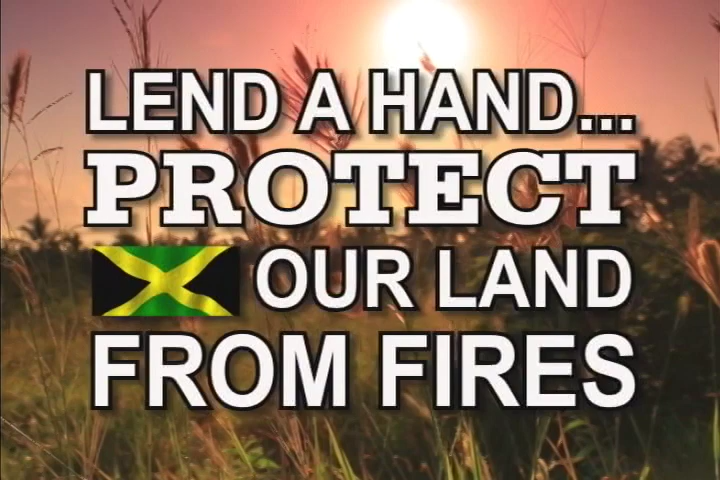 LEND A HAND...
PROTECT
OUR LAND
FROM FIRES